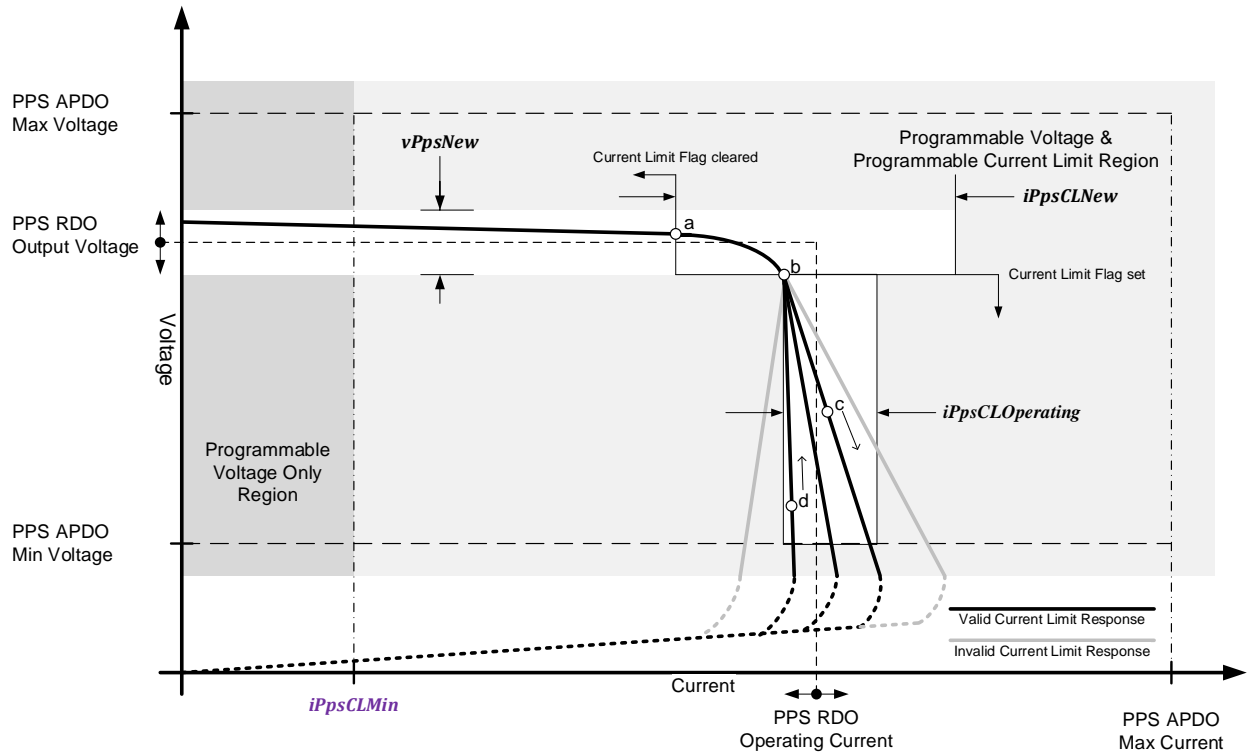 PPS APDO
Max Voltage
vPpsNew
Current Limit Flag cleared
Programmable Voltage &
Programmable Current Limit Region
iPpsCLNew
PPS RDO
Output Voltage
a
b
Current Limit Flag set
Voltage
c
iPpsCLOperating
Programmable
Voltage Only
Region
d
PPS APDO
Min Voltage
Valid Current Limit Response
Invalid Current Limit Response
Current
iPpsCLMin
PPS RDO
Operating Current
PPS APDO
Max Current